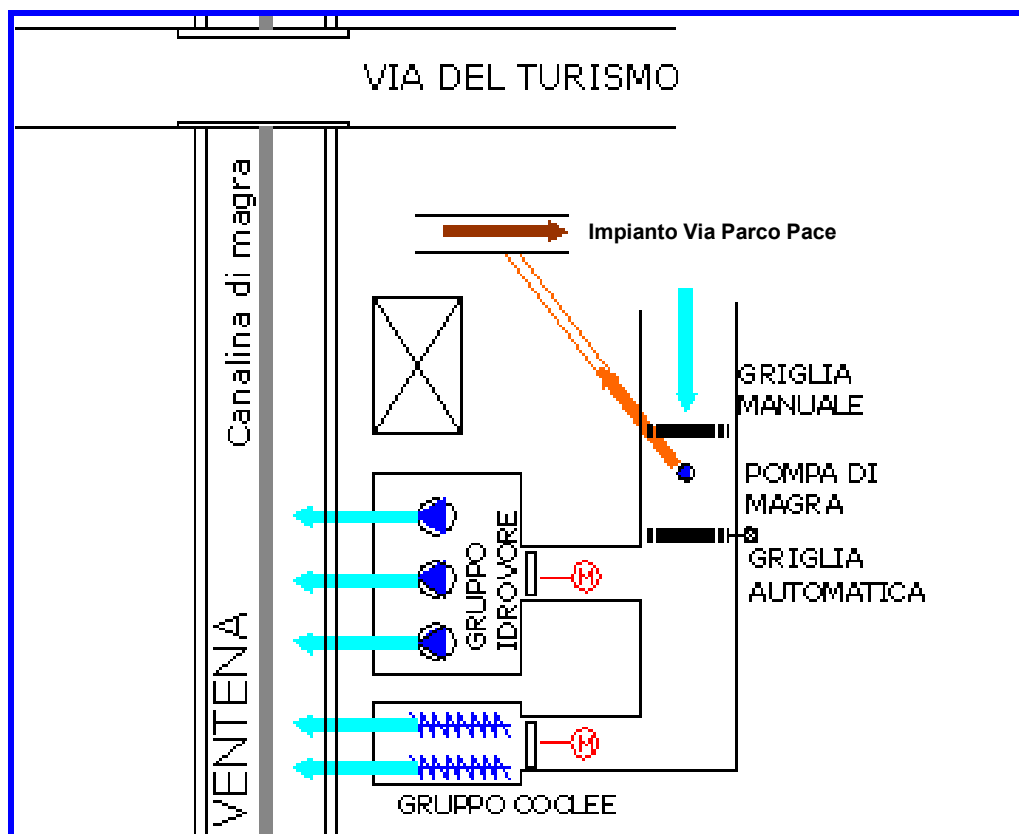 VIA DEL TURISMO
Canalina di magra
Impianto Via Parco Pace
GRIGLIA
MANUALE
POMPA DI
MAGRA
GRIGLIA
AUTOMATICA
GRUPPO
IDROVORE
M
M
VENTENA
GRUPPO COCLEE